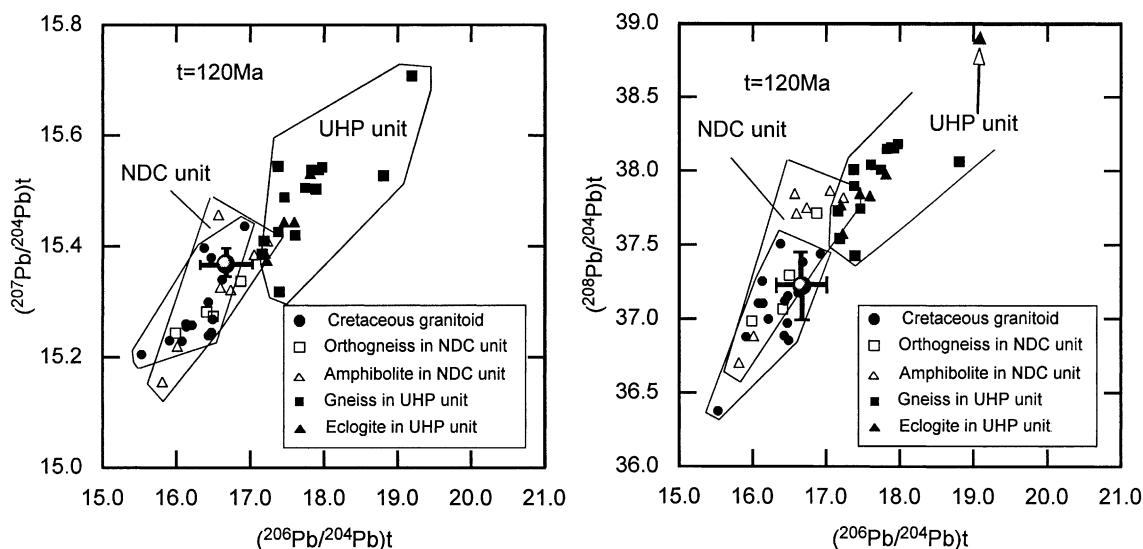 15.8
15.6
15.4
15.2
15.0
(²⁰⁷Pb/²⁰⁴Pb)t
t=120Ma
UHP unit
NDC unit
Cretaceous granitoid
Orthogneiss in NDC unit
Amphibolite in NDC unit
Gneiss in UHP unit
Eclogite in UHP unit
15.0 16.0 17.0 18.0 19.0 20.0 21.0
(²⁰⁶Pb/²⁰⁴Pb)t
39.0
38.5
38.0
37.5
37.0
36.5
36.0
(²⁰⁸Pb/²⁰⁴Pb)t
t=120Ma
NDC unit
UHP unit
Cretaceous granitoid
Orthogneiss in NDC unit
Amphibolite in NDC unit
Gneiss in UHP unit
Eclogite in UHP unit
15.0 16.0 17.0 18.0 19.0 20.0 21.0
(²⁰⁶Pb/²⁰⁴Pb)t